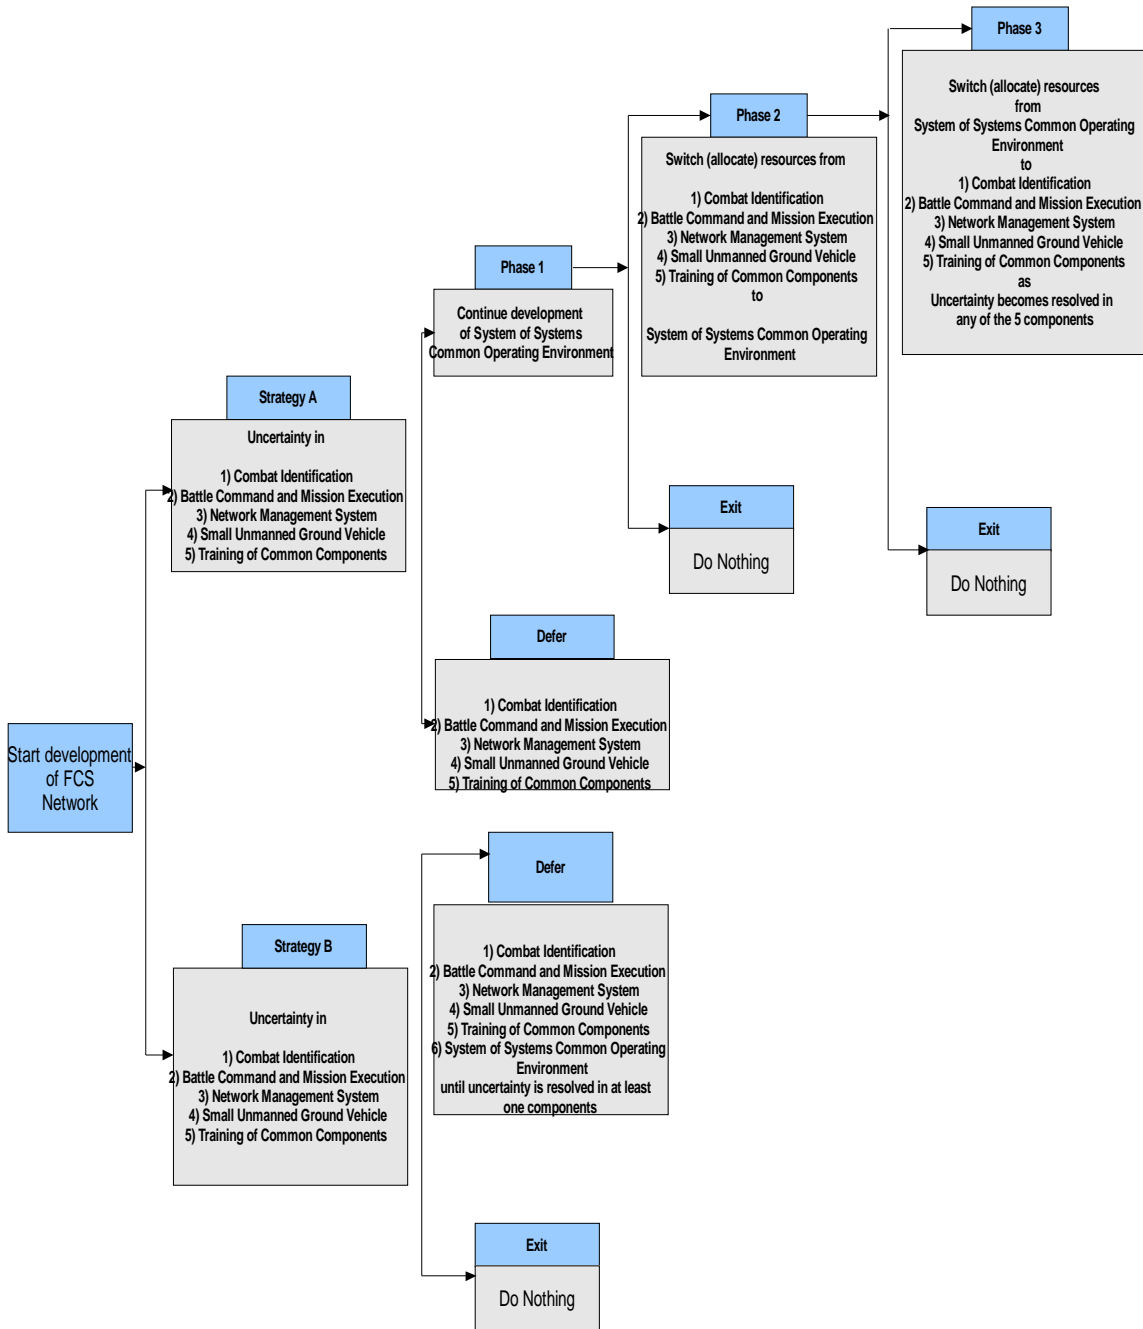 Phase 3
Switch (allocate) resources
from
System of Systems Common Operating
Environment
to
1) Combat Identification
2) Battle Command and Mission Execution
3) Network Management System
4) Small Unmanned Ground Vehicle
5) Training of Common Components
as
Uncertainty becomes resolved in
any of the 5 components
Phase 2
Switch (allocate) resources from
1) Combat Identification
2) Battle Command and Mission Execution
3) Network Management System
4) Small Unmanned Ground Vehicle
5) Training of Common Components
to
System of Systems Common Operating
Environment
Phase 1
Continue development
of System of Systems
Common Operating Environment
Strategy A
Uncertainty in
1) Combat Identification
2) Battle Command and Mission Execution
3) Network Management System
4) Small Unmanned Ground Vehicle
5) Training of Common Components
Exit
Do Nothing
Exit
Do Nothing
Defer
1) Combat Identification
2) Battle Command and Mission Execution
3) Network Management System
4) Small Unmanned Ground Vehicle
5) Training of Common Components
Start development
of FCS
Network
Defer
1) Combat Identification
2) Battle Command and Mission Execution
3) Network Management System
4) Small Unmanned Ground Vehicle
5) Training of Common Components
6) System of Systems Common Operating
Environment
until uncertainty is resolved in at least
one components
Strategy B
Uncertainty in
1) Combat Identification
2) Battle Command and Mission Execution
3) Network Management System
4) Small Unmanned Ground Vehicle
5) Training of Common Components
Exit
Do Nothing